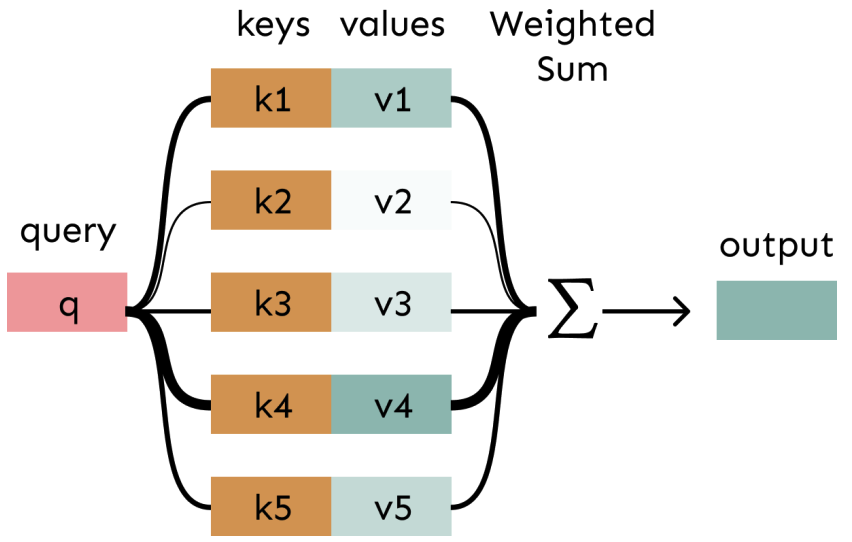 keys values Weighted
Sum
k1 v1
k2 v2
query
output
q k3 v3 ∑
k4 v4
k5 v5